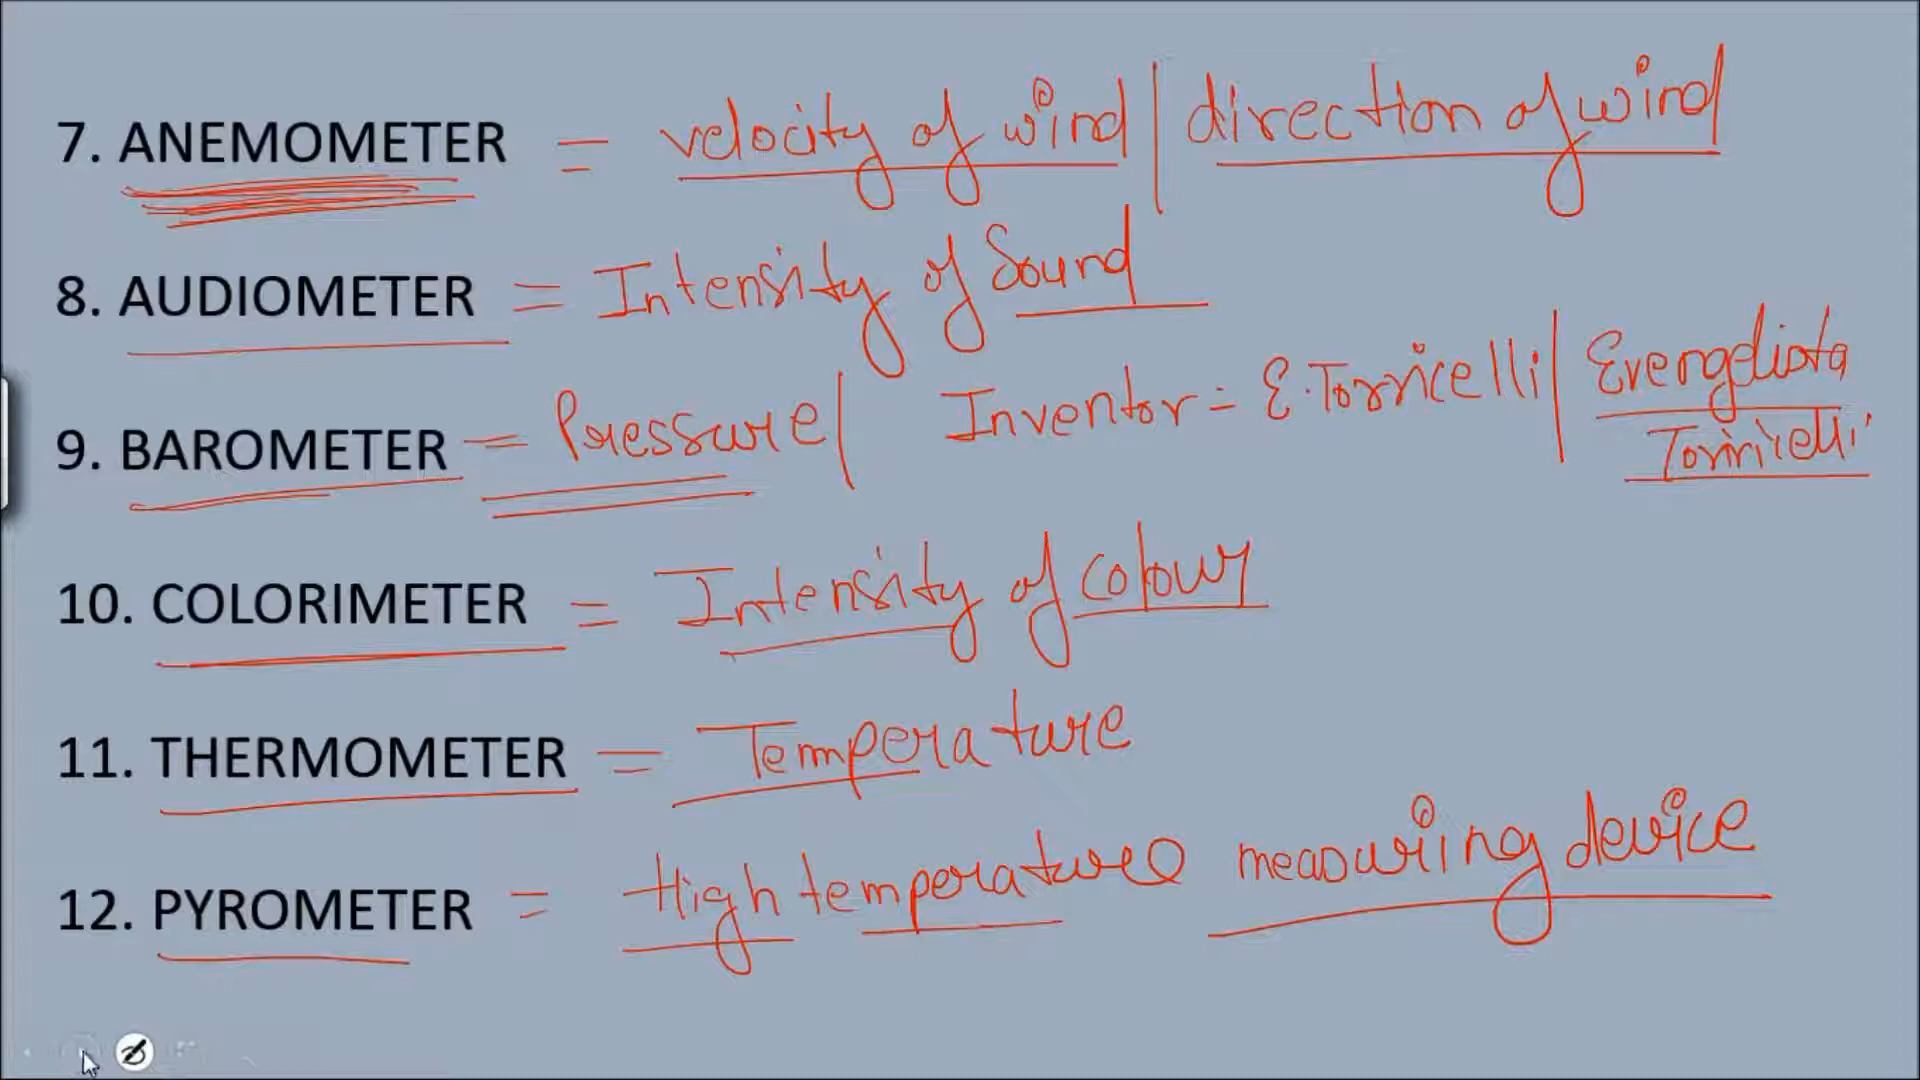 7. ANEMOMETER = velocity of wind | direction of wind
8. AUDIOMETER = Intensity of Sound
9. BAROMETER = Pressure | Inventor = E. Torricelli | Evengelista
Torricelli
10. COLORIMETER = Intensity of colour
11. THERMOMETER = Temperature
12. PYROMETER = High temperature measuring device